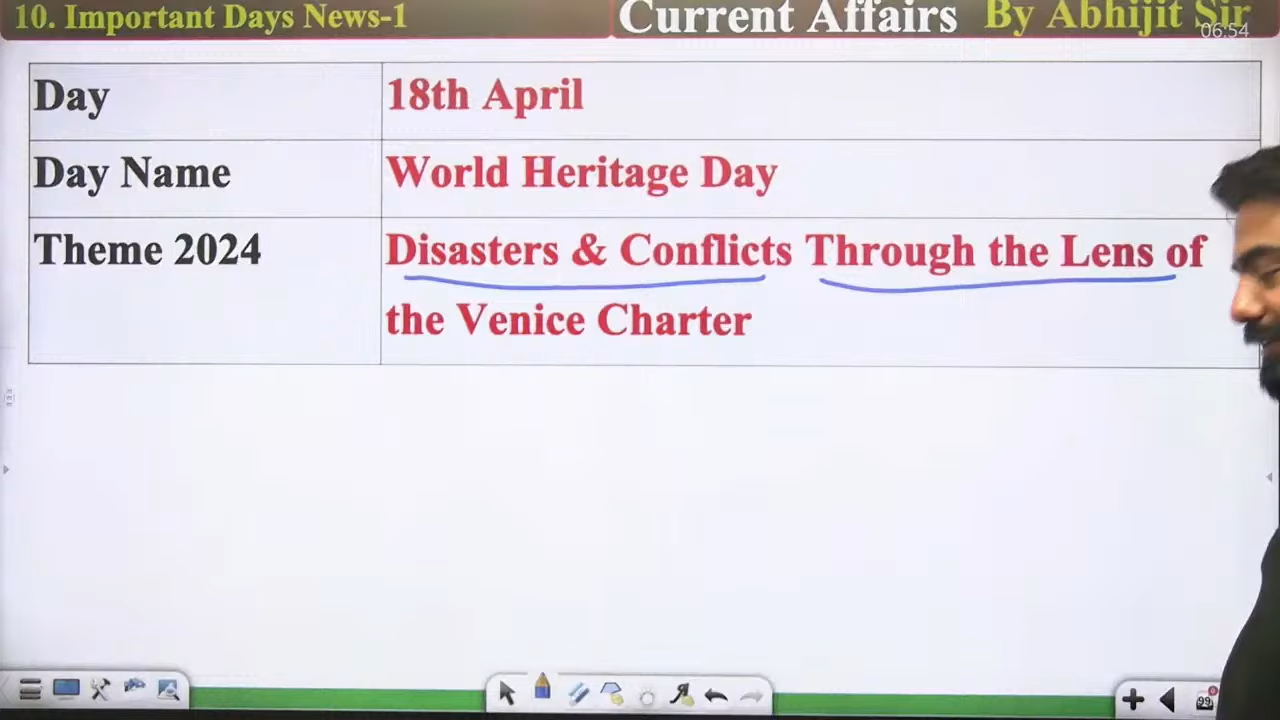 10. Important Days News-1
Current Affairs By Abhijit Sir
06:54
Day 18th April
Day Name World Heritage Day
Theme 2024 Disasters & Conflicts Through the Lens of
the Venice Charter
99